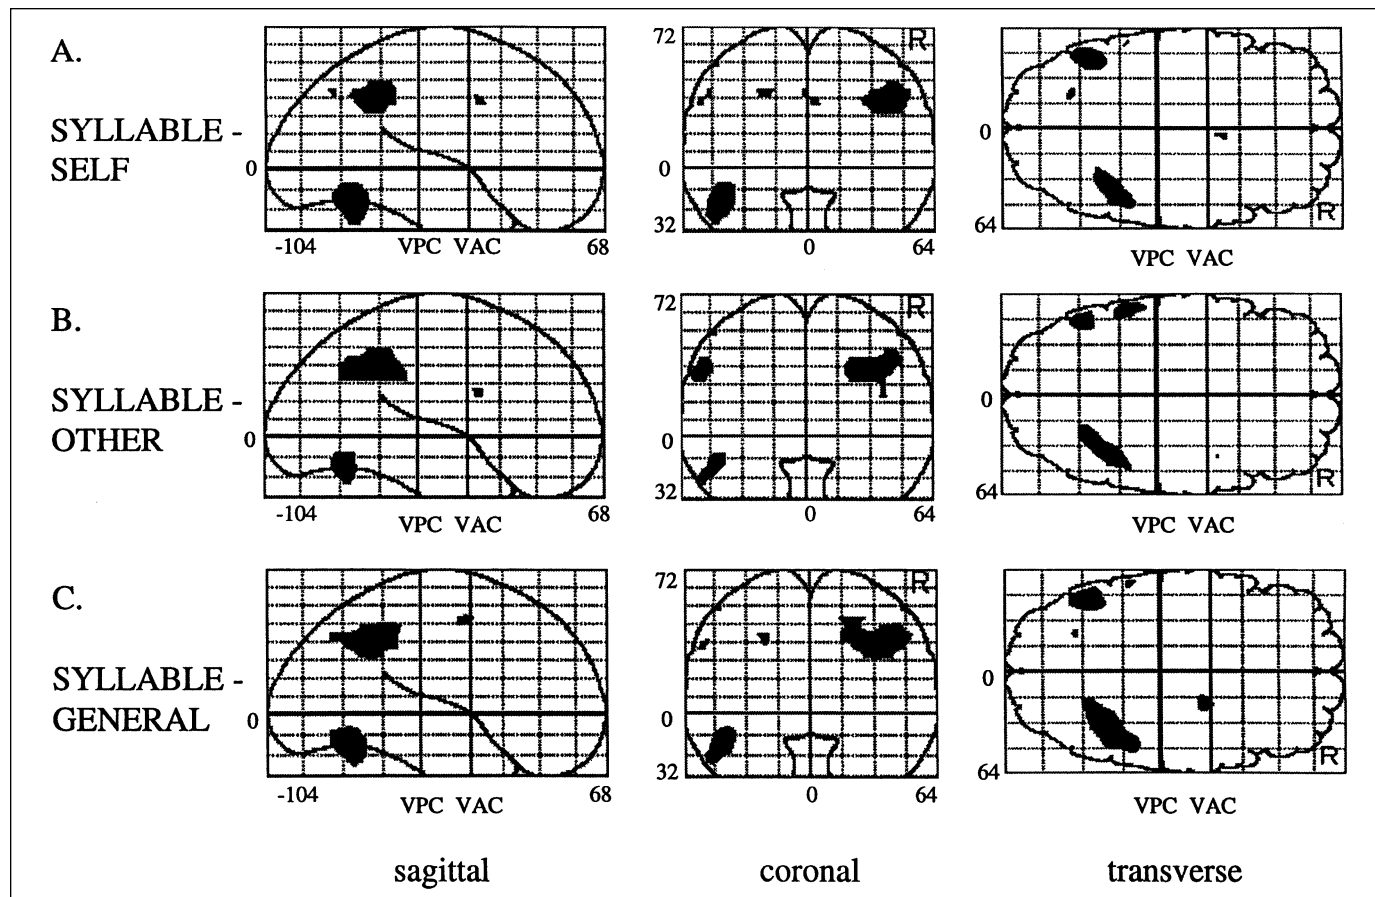 A.
SYLLABLE -
SELF
72
R
0
0
0
32
64
R
-104
VPC VAC
68
0
64
VPC VAC
B.
SYLLABLE -
OTHER
72
R
0
0
0
32
64
R
-104
VPC VAC
68
0
64
VPC VAC
C.
SYLLABLE -
GENERAL
72
R
0
0
0
32
64
R
-104
VPC VAC
68
0
64
VPC VAC
sagittal
coronal
transverse